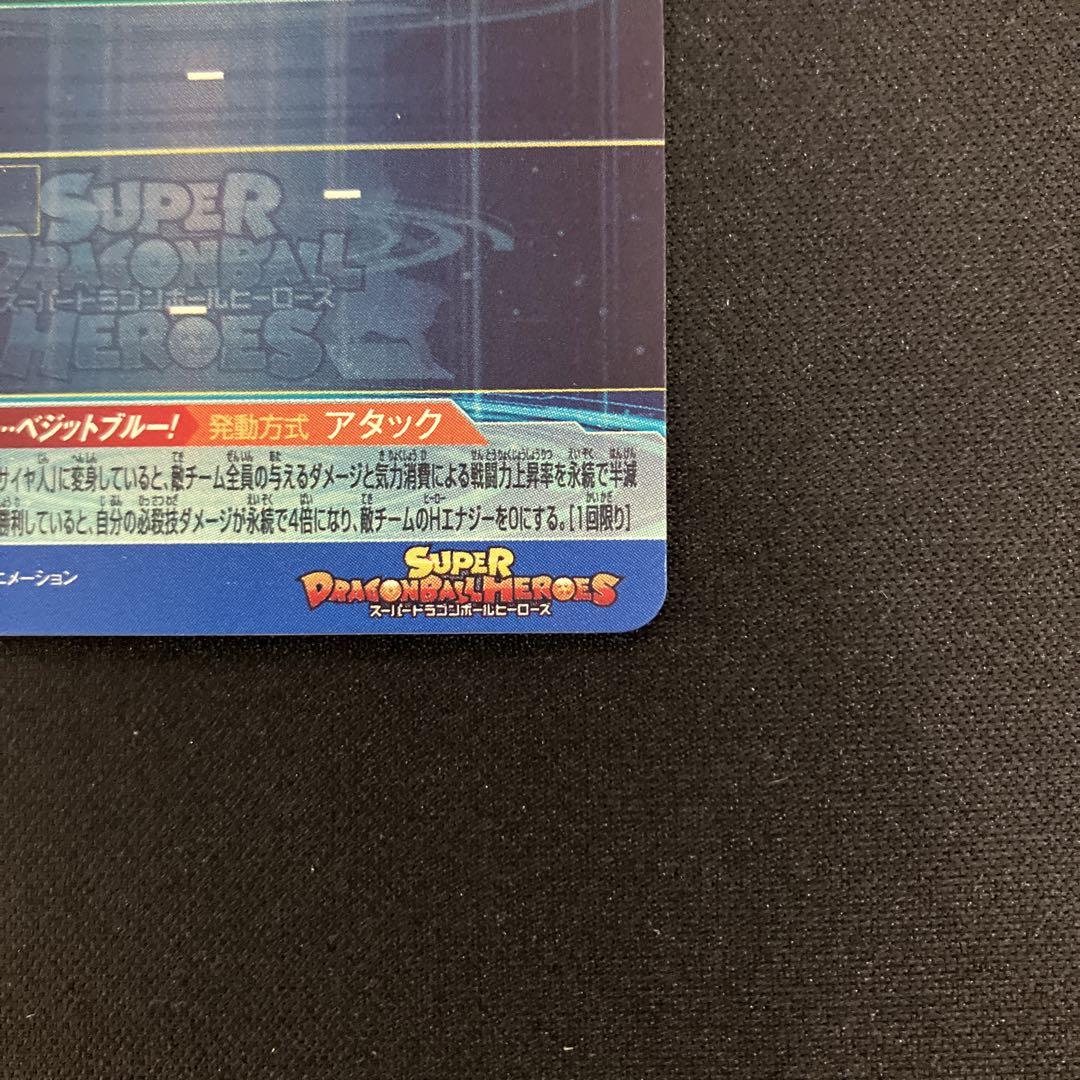 SUPER
DRAGONBALL
スーパードラゴンボールヒーローズ
HEROES
…ベジットブルー! 発動方式 アタック
サイヤ人」に変身していると、敵チーム全員の与えるダメージと気力消費による戦闘力上昇率を永続で半減
勝利していると、自分の必殺技ダメージが永続で4倍になり、敵チームのHエナジーを0にする。[1回限り]
ニメーション
SUPER
DRAGONBALL HEROES
スーパードラゴンボールヒーローズ